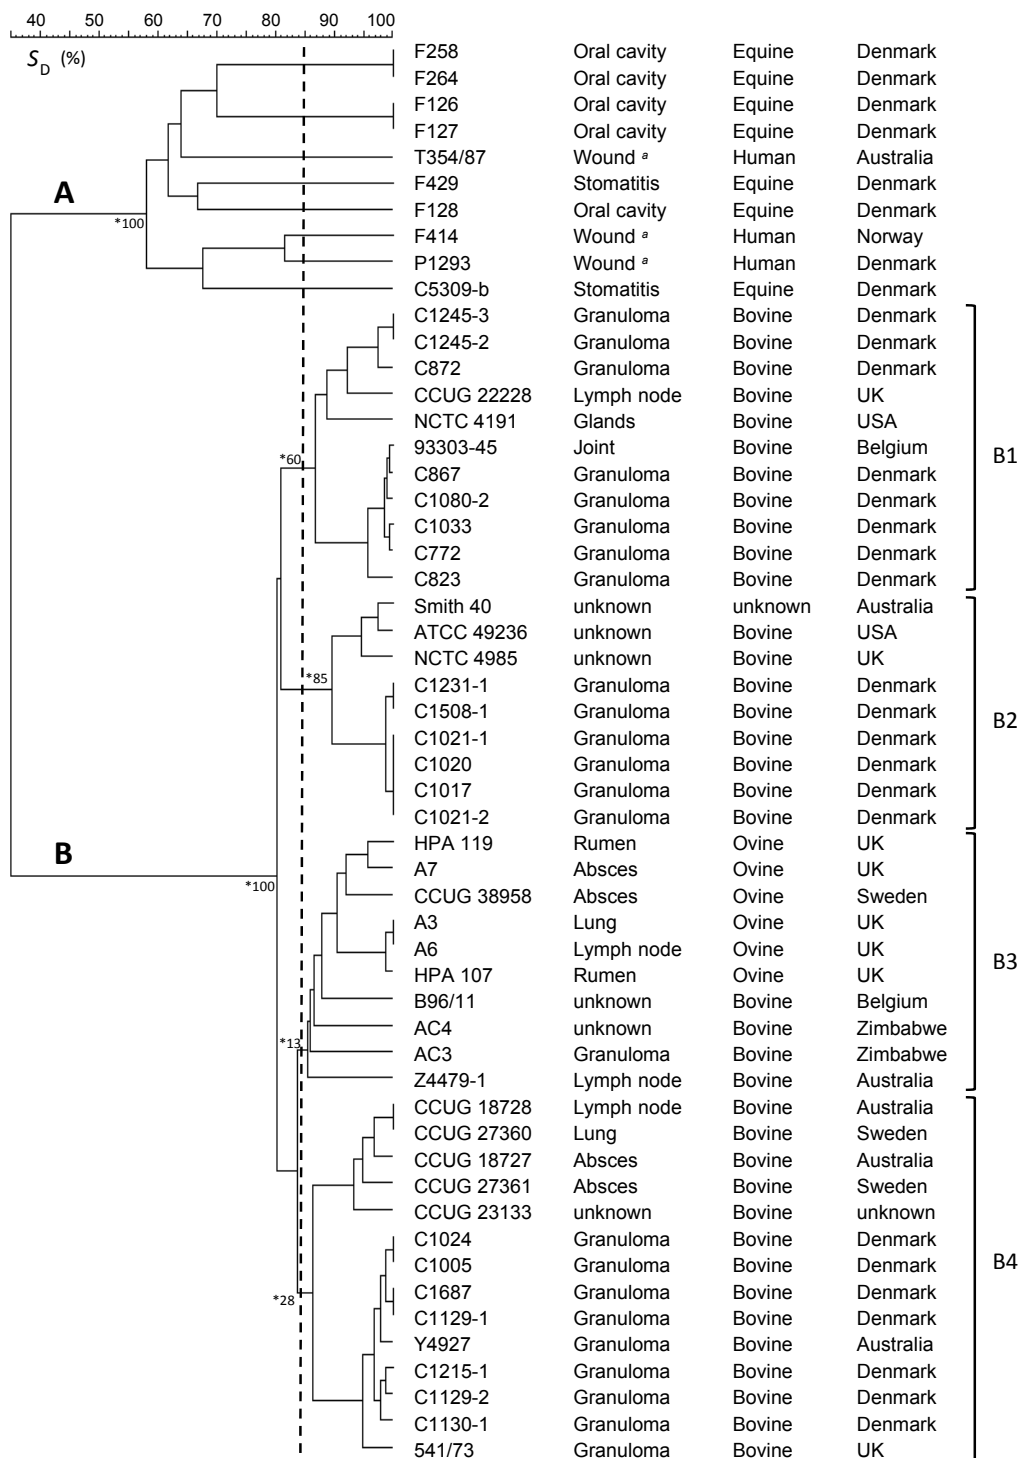 40 50 60 70 80 90 100
S_D (%)
F258 Oral cavity Equine Denmark
F264 Oral cavity Equine Denmark
F126 Oral cavity Equine Denmark
F127 Oral cavity Equine Denmark
T354/87 Wound a Human Australia
A
F429 Stomatitis Equine Denmark
F128 Oral cavity Equine Denmark
*100
F414 Wound a Human Norway
P1293 Wound a Human Denmark
C5309-b Stomatitis Equine Denmark
C1245-3 Granuloma Bovine Denmark
C1245-2 Granuloma Bovine Denmark
C872 Granuloma Bovine Denmark
CCUG 22228 Lymph node Bovine UK
NCTC 4191 Glands Bovine USA
93303-45 Joint Bovine Belgium
B1
*60
C867 Granuloma Bovine Denmark
C1080-2 Granuloma Bovine Denmark
C1033 Granuloma Bovine Denmark
C772 Granuloma Bovine Denmark
C823 Granuloma Bovine Denmark
Smith 40 unknown unknown Australia
ATCC 49236 unknown Bovine USA
NCTC 4985 unknown Bovine UK
*85
C1231-1 Granuloma Bovine Denmark
C1508-1 Granuloma Bovine Denmark
B2
C1021-1 Granuloma Bovine Denmark
C1020 Granuloma Bovine Denmark
C1017 Granuloma Bovine Denmark
C1021-2 Granuloma Bovine Denmark
HPA 119 Rumen Ovine UK
B
A7 Absces Ovine UK
*100
CCUG 38958 Absces Ovine Sweden
A3 Lung Ovine UK
A6 Lymph node Ovine UK
B3
HPA 107 Rumen Ovine UK
B96/11 unknown Bovine Belgium
AC4 unknown Bovine Zimbabwe
*13
AC3 Granuloma Bovine Zimbabwe
Z4479-1 Lymph node Bovine Australia
CCUG 18728 Lymph node Bovine Australia
CCUG 27360 Lung Bovine Sweden
CCUG 18727 Absces Bovine Australia
CCUG 27361 Absces Bovine Sweden
CCUG 23133 unknown Bovine unknown
C1024 Granuloma Bovine Denmark
B4
C1005 Granuloma Bovine Denmark
C1687 Granuloma Bovine Denmark
*28
C1129-1 Granuloma Bovine Denmark
Y4927 Granuloma Bovine Australia
C1215-1 Granuloma Bovine Denmark
C1129-2 Granuloma Bovine Denmark
C1130-1 Granuloma Bovine Denmark
541/73 Granuloma Bovine UK